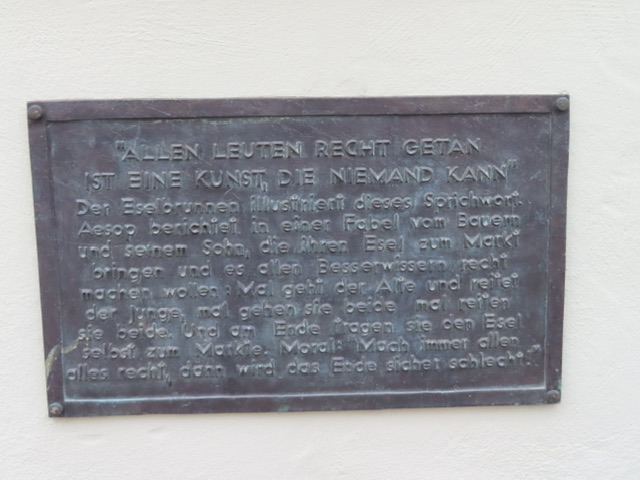 "ALLEN LEUTEN RECHT GETAN
IST EINE KUNST, DIE NIEMAND KANN"
Der Eselbrunnen illustriert dieses Sprichwort.
Aesop berichtet in einer Fabel vom Bauern
und seinem Sohn, die ihren Esel zum Markt
bringen und es allen Besserwissern recht
machen wollen: Mal geht der Alte und reitet
der Junge, mal gehen sie beide, mal reiten
sie beide. Und am Ende tragen sie den Esel
selbst zum Markte. Moral: "Mach immer allen
alles recht, dann wird das Ende sicher schlecht."